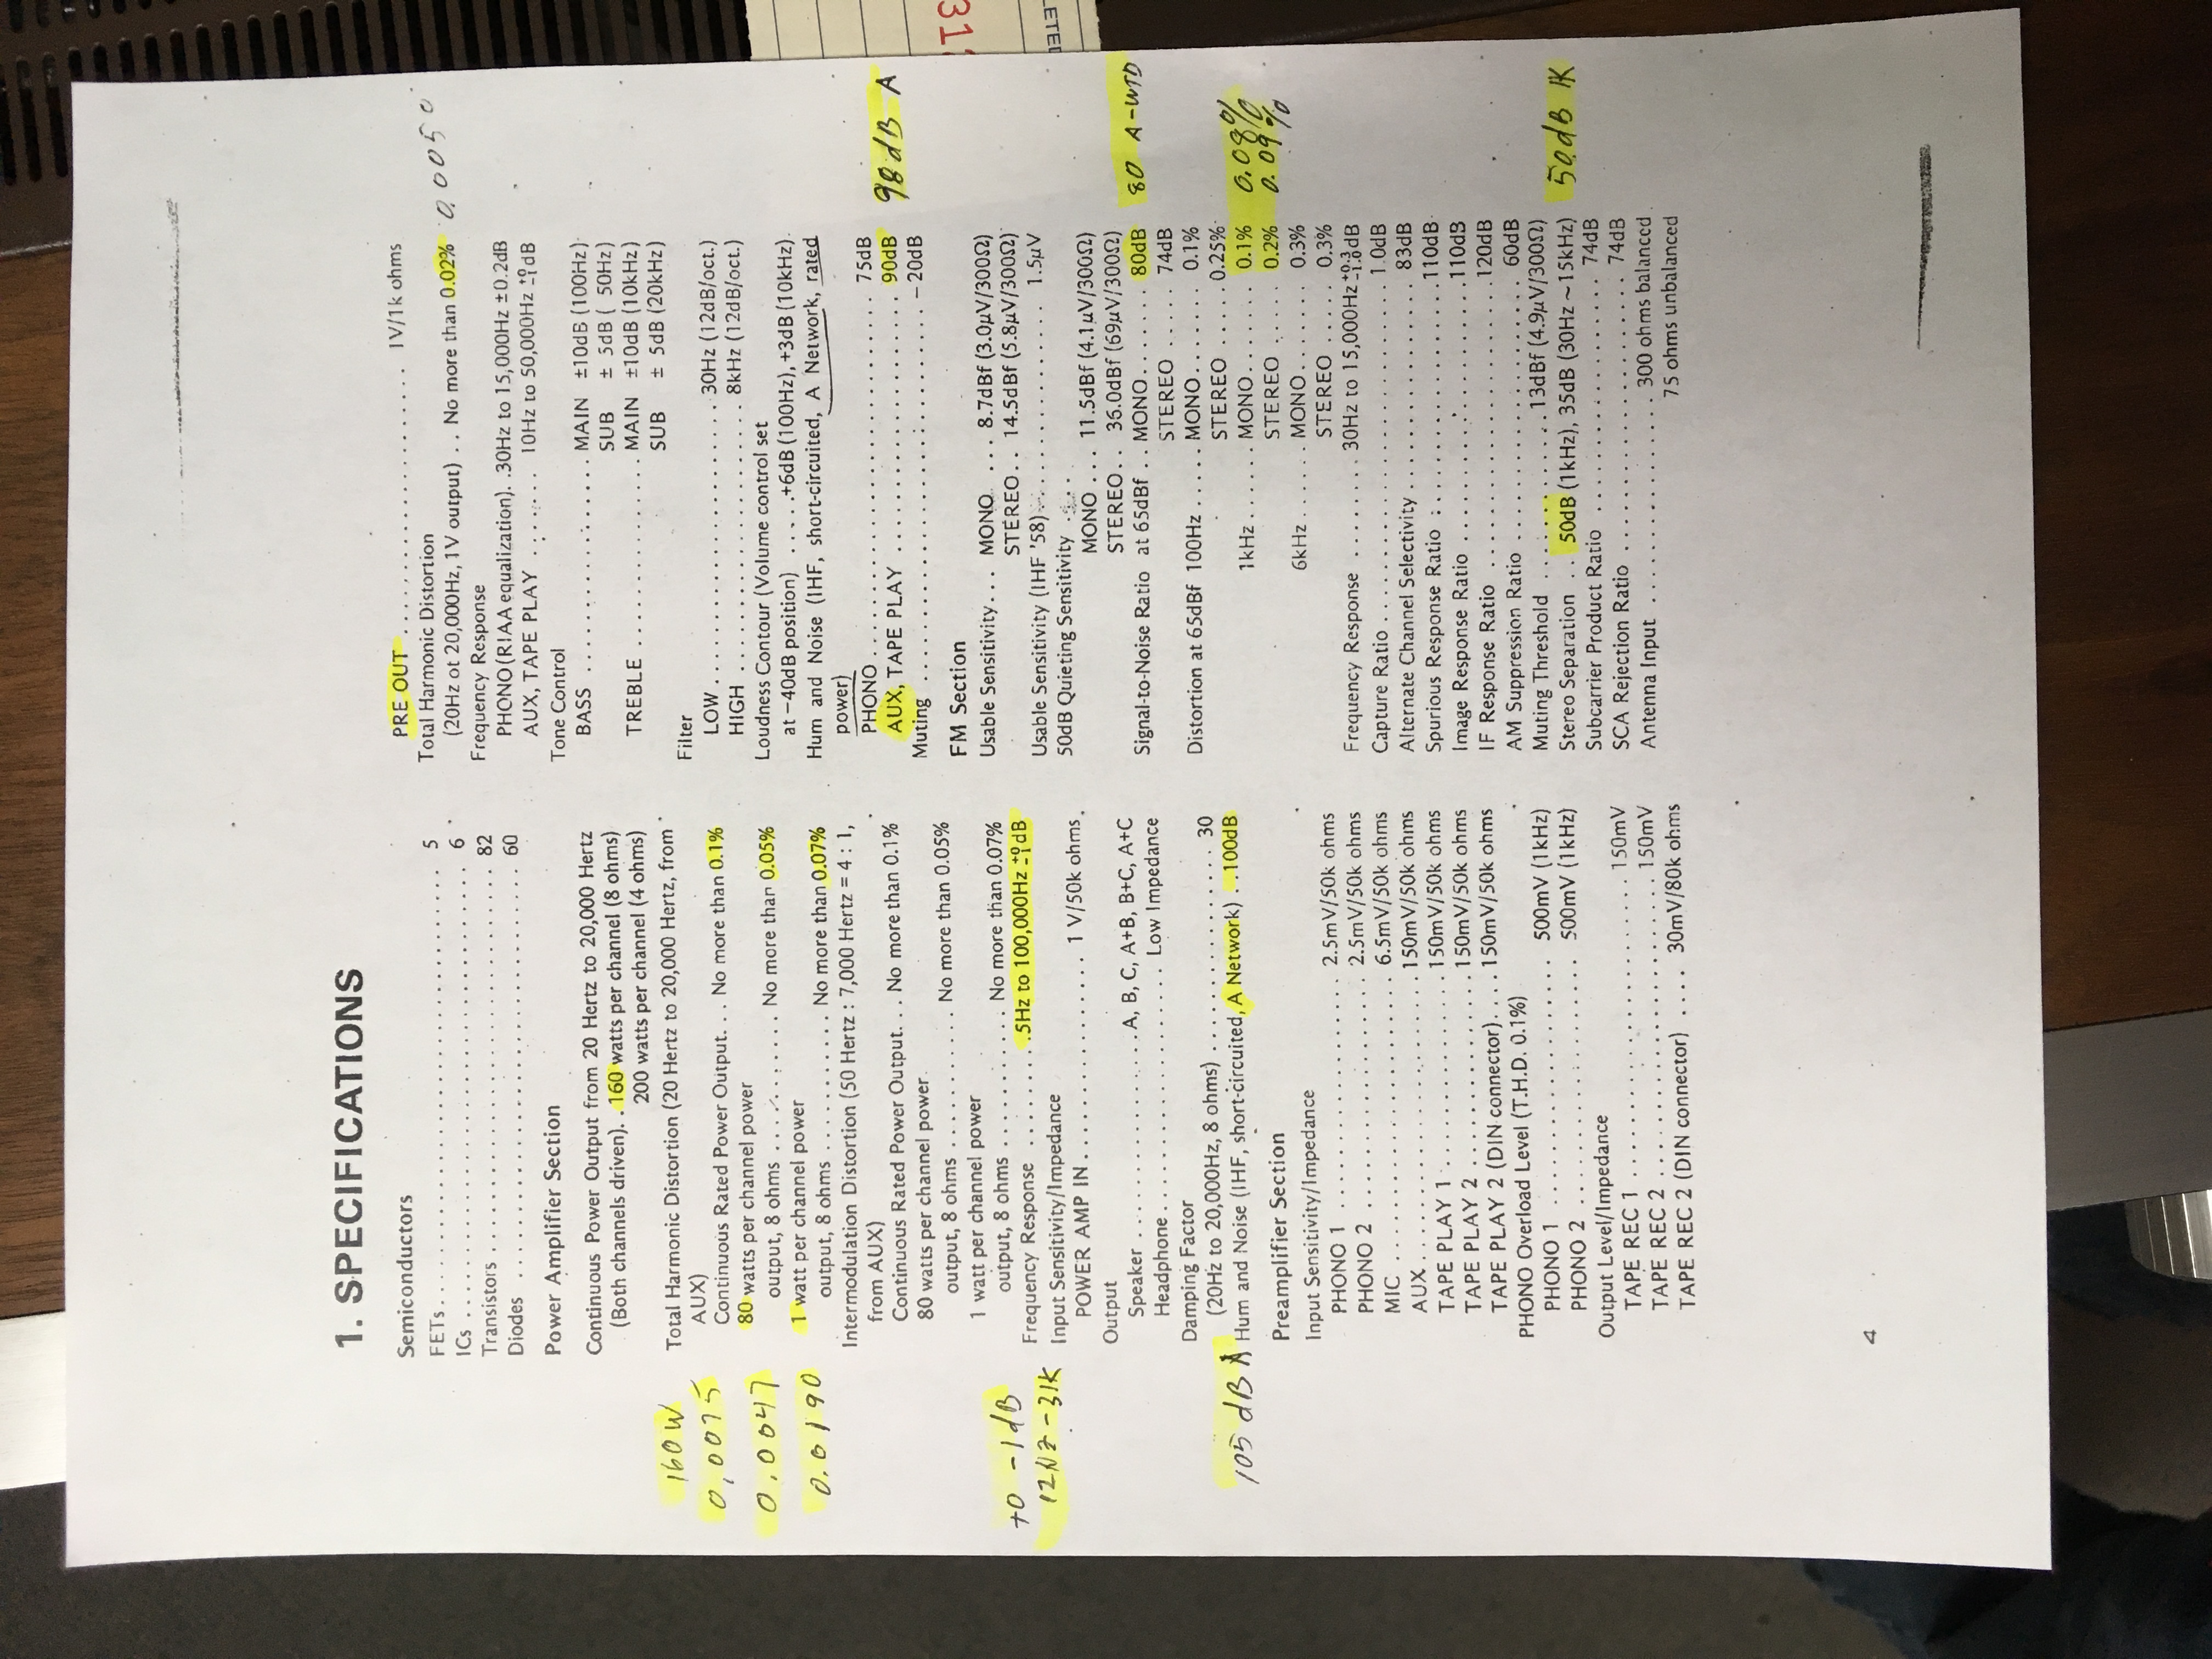 1. SPECIFICATIONS
Semiconductors
FETs . . . . . . . . . . . . . . . . . . . . 5
ICs . . . . . . . . . . . . . . . . . . . . 6
Transistors . . . . . . . . . . . . . . . . . . . . 82
Diodes . . . . . . . . . . . . . . . . . . . . 60
Power Amplifier Section
Continuous Power Output from 20 Hertz to 20,000 Hertz
(Both channels driven). . 160 watts per channel (8 ohms)
200 watts per channel (4 ohms)
160W
Total Harmonic Distortion (20 Hertz to 20,000 Hertz, from
AUX)
0.0075 Continuous Rated Power Output. . . No more than 0.1%
80 watts per channel power
0.0047 output, 8 ohms . . . . . . . . . . No more than 0.05%
1 watt per channel power
0.0190 output, 8 ohms . . . . . . . . . . No more than 0.07%
Intermodulation Distortion (50 Hertz : 7,000 Hertz = 4 : 1,
from AUX)
Continuous Rated Power Output. . . No more than 0.1%
80 watts per channel power
output, 8 ohms . . . . . . . . . . No more than 0.05%
1 watt per channel power
output, 8 ohms . . . . . . . . . . No more than 0.07%
+0 -1dB Frequency Response . . . . . . . . .5Hz to 100,000Hz +0 -1 dB
12Hz-31K Input Sensitivity/Impedance
POWER AMP IN . . . . . . . . . . . . . . . 1 V/50k ohms
Output
Speaker . . . . . . . . . . . A, B, C, A+B, B+C, A+C
Headphone . . . . . . . . . . . . . . . Low Impedance
Damping Factor
(20Hz to 20,000Hz, 8 ohms) . . . . . . . . . . . . . 30
105 dB A Hum and Noise (IHF, short-circuited, A Network) . .100dB
Preamplifier Section
Input Sensitivity/Impedance
PHONO 1 . . . . . . . . . . . . . . . 2.5mV/50k ohms
PHONO 2 . . . . . . . . . . . . . . . 2.5mV/50k ohms
MIC . . . . . . . . . . . . . . . 6.5mV/50k ohms
AUX . . . . . . . . . . . . . . . 150mV/50k ohms
TAPE PLAY 1 . . . . . . . . . . . . . 150mV/50k ohms
TAPE PLAY 2 . . . . . . . . . . . . . 150mV/50k ohms
TAPE PLAY 2 (DIN connector). . . . 150mV/50k ohms
PHONO Overload Level (T.H.D. 0.1%)
PHONO 1 . . . . . . . . . . . . . . . 500mV (1kHz)
PHONO 2 . . . . . . . . . . . . . . . 500mV (1kHz)
Output Level/Impedance
TAPE REC 1 . . . . . . . . . . . . . . . 150mV
TAPE REC 2 . . . . . . . . . . . . . . . 150mV
TAPE REC 2 (DIN connector) . . . . 30mV/80k ohms
4
PRE OUT . . . . . . . . . . . . . . . . . 1V/1k ohms
Total Harmonic Distortion
(20Hz ot 20,000Hz, 1V output) . . No more than 0.02% 0.0050
Frequency Response
PHONO (RIAA equalization). .30Hz to 15,000Hz ±0.2dB
AUX, TAPE PLAY . . . . . . 10Hz to 50,000Hz +0 -1 dB
Tone Control
BASS . . . . . . . . . . . . MAIN ±10dB (100Hz)
SUB ± 5dB ( 50Hz)
TREBLE . . . . . . . . . . . . MAIN ±10dB (10kHz)
SUB ± 5dB (20kHz)
Filter
LOW . . . . . . . . . . . . . . . 30Hz (12dB/oct.)
HIGH . . . . . . . . . . . . . . . 8kHz (12dB/oct.)
Loudness Contour (Volume control set
at −40dB position) . . . . .+6dB (100Hz), +3dB (10kHz)
Hum and Noise (IHF, short-circuited, A Network, rated
power)
PHONO . . . . . . . . . . . . . . . . . . . 75dB
AUX, TAPE PLAY . . . . . . . . . . . . . . . 90dB 98dB A
Muting . . . . . . . . . . . . . . . . . . . −20dB
FM Section
Usable Sensitivity. . . MONO . . . 8.7dBf (3.0µV/300Ω)
STEREO . . 14.5dBf (5.8µV/300Ω)
Usable Sensitivity (IHF '58) . . . . . . . . . . 1.5µV
50dB Quieting Sensitivity . . . .
MONO . . . 11.5dBf (4.1µV/300Ω)
STEREO . . 36.0dBf (69µV/300Ω)
Signal-to-Noise Ratio at 65dBf . . MONO . . . . . . 80dB 80 A-WTD
STEREO . . . . . 74dB
Distortion at 65dBf 100Hz . . . . . MONO . . . . . . 0.1%
STEREO . . . . . 0.25%
1kHz . . . . . MONO . . . . . . 0.1% 0.08%
STEREO . . . . . 0.2% 0.09%
6kHz . . . . . MONO . . . . . . 0.3%
STEREO . . . . . 0.3%
Frequency Response . . . . . . 30Hz to 15,000Hz +0.3 -1.0 dB
Capture Ratio . . . . . . . . . . . . . . . 1.0dB
Alternate Channel Selectivity . . . . . . . . . . 83dB
Spurious Response Ratio . . . . . . . . . . . . 110dB
Image Response Ratio . . . . . . . . . . . . . 110dB
IF Response Ratio . . . . . . . . . . . . . . 120dB
AM Suppression Ratio . . . . . . . . . . . . . 60dB
Muting Threshold . . . . . . . . .13dBf (4.9µV/300Ω)
Stereo Separation . . 50dB (1kHz), 35dB (30Hz ~ 15kHz) 50dB 1K
Subcarrier Product Ratio . . . . . . . . . . . . 74dB
SCA Rejection Ratio . . . . . . . . . . . . . . 74dB
Antenna Input . . . . . . . . . . . . 300 ohms balanced
75 ohms unbalanced